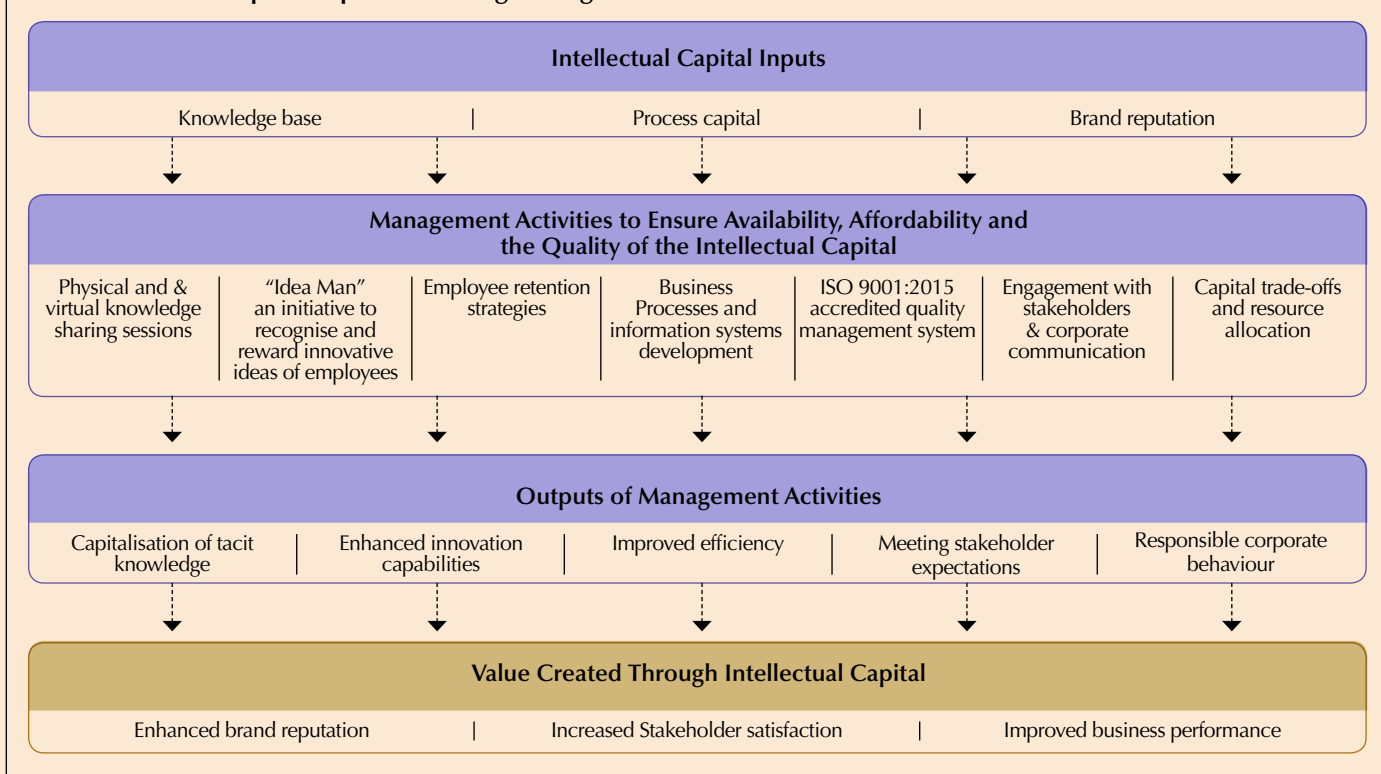 Intellectual Capital Inputs
Knowledge base | Process capital | Brand reputation
Management Activities to Ensure Availability, Affordability and
the Quality of the Intellectual Capital
Physical and &
virtual knowledge
sharing sessions
“Idea Man”
an initiative to
recognise and
reward innovative
ideas of employees
Employee retention
strategies
Business
Processes and
information systems
development
ISO 9001:2015
accredited quality
management system
Engagement with
stakeholders
& corporate
communication
Capital trade-offs
and resource
allocation
Outputs of Management Activities
Capitalisation of tacit
knowledge
Enhanced innovation
capabilities
Improved efficiency
Meeting stakeholder
expectations
Responsible corporate
behaviour
Value Created Through Intellectual Capital
Enhanced brand reputation | Increased Stakeholder satisfaction | Improved business performance